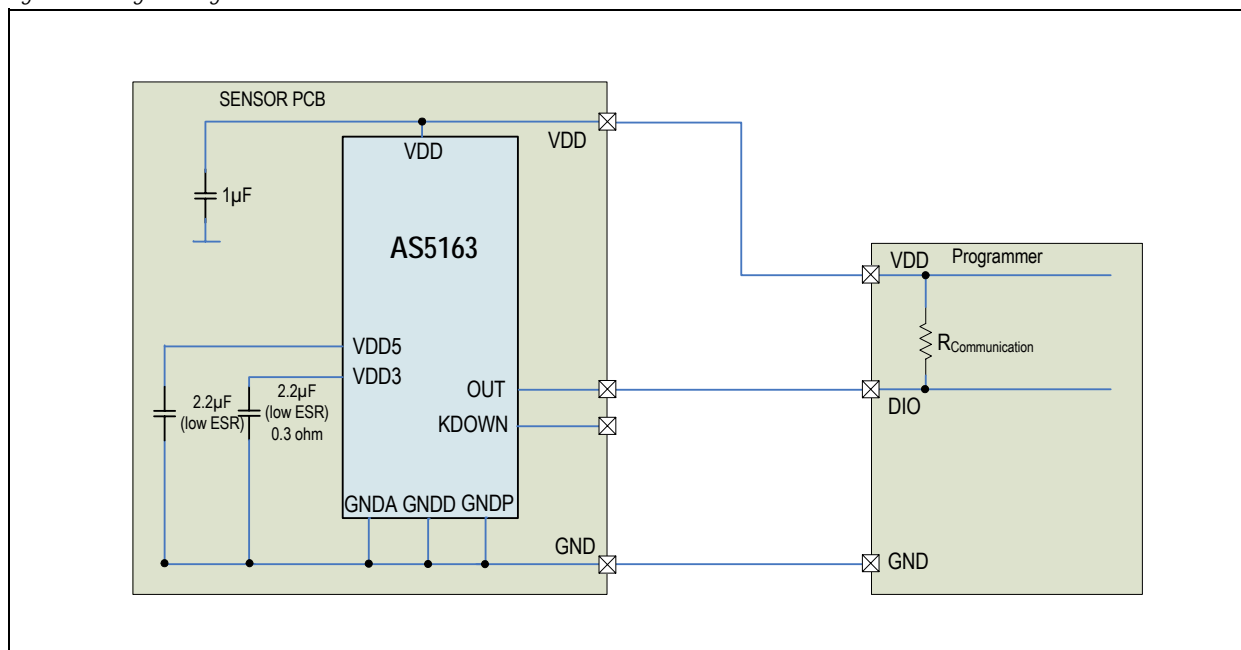 SENSOR PCB
VDD
VDD
1µF
AS5163
VDD
Programmer
RCommunication
VDD5
VDD3
2.2µF
(low ESR)
2.2µF
(low ESR)
0.3 ohm
OUT
KDOWN
DIO
GNDA GNDD GNDP
GND
GND